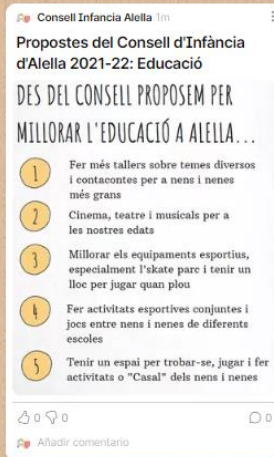 Consell Infancia Alella 1m
Propostes del Consell d'Infància
d'Alella 2021-22: Educació
DES DEL CONSELL PROPOSEM PER
MILLORAR L'EDUCACIÓ A ALELLA...
1
Fer més tallers sobre temes diversos
i contacontes per a nens i nenes
més grans
2
Cinema, teatre i musicals per a
les nostres edats
3
Millorar els equipaments esportius,
especialment l'skate parc i tenir un
lloc per jugar quan plou
4
Fer activitats esportives conjuntes i
jocs entre nens i nenes de diferents
escoles
5
Tenir un espai per trobar-se, jugar i fer
activitats o "Casal" dels nens i nenes
0 0 0
Añadir comentario